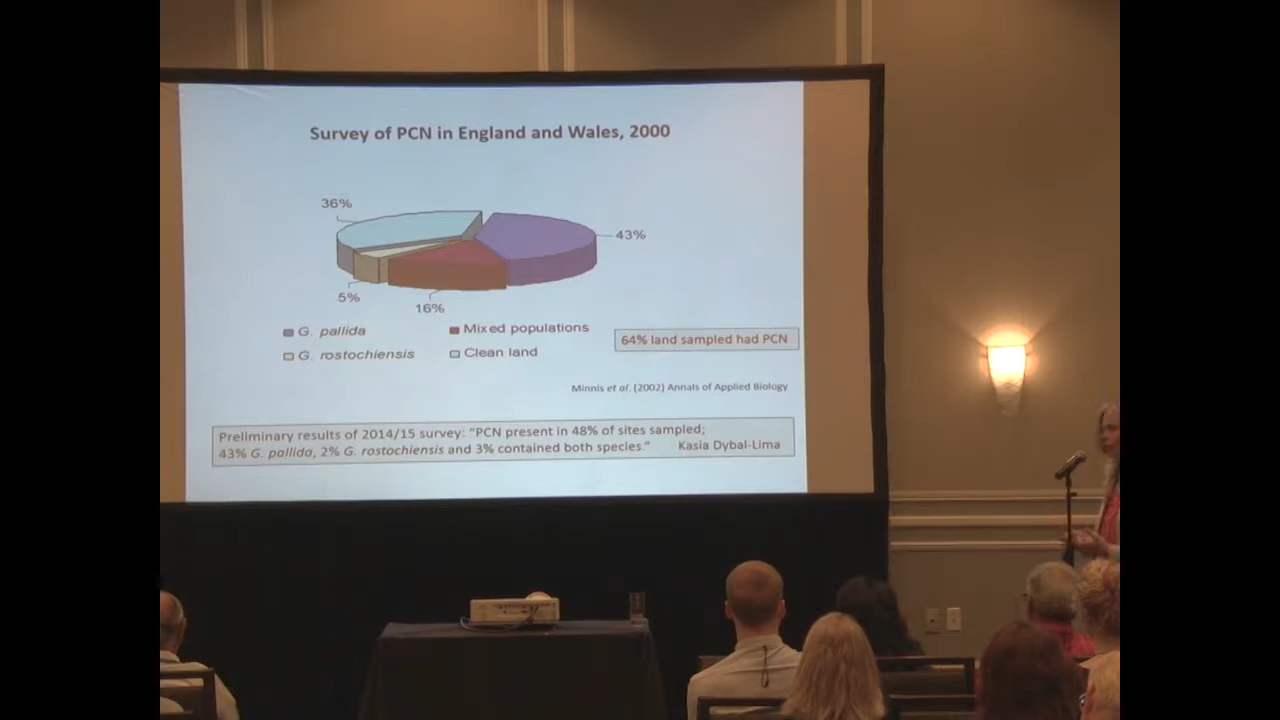 Survey of PCN in England and Wales, 2000
36%
43%
5%
16%
G. pallida
Mixed populations
G. rostochiensis
Clean land
64% land sampled had PCN
Minnis et al. (2002) Annals of Applied Biology
Preliminary results of 2014/15 survey: “PCN present in 48% of sites sampled;
43% G. pallida, 2% G. rostochiensis and 3% contained both species.” Kasia Dybal-Lima